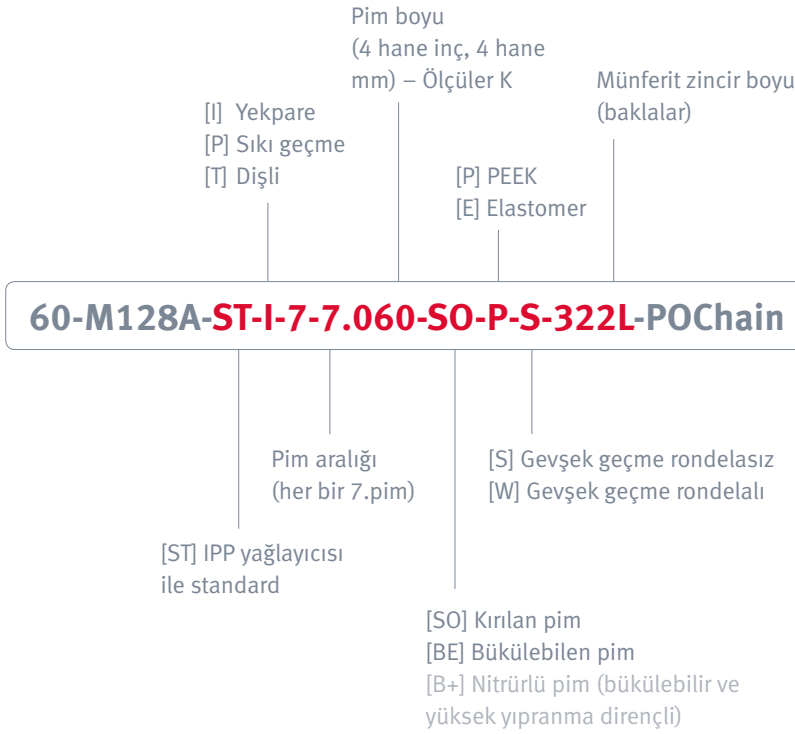 Pim boyu
(4 hane inç, 4 hane
mm) – Ölçüler K
Münferit zincir boyu
(baklalar)
[I] Yekpare
[P] Sıkı geçme
[T] Dişli
[P] PEEK
[E] Elastomer
60-M128A-ST-I-7-7.060-SO-P-S-322L-POChain
Pim aralığı
(her bir 7.pim)
[S] Gevşek geçme rondelasız
[W] Gevşek geçme rondelalı
[ST] IPP yağlayıcısı
ile standard
[SO] Kırılan pim
[BE] Bükülebilen pim
[B+] Nitrürlü pim (bükülebilir ve
yüksek yıpranma dirençli)